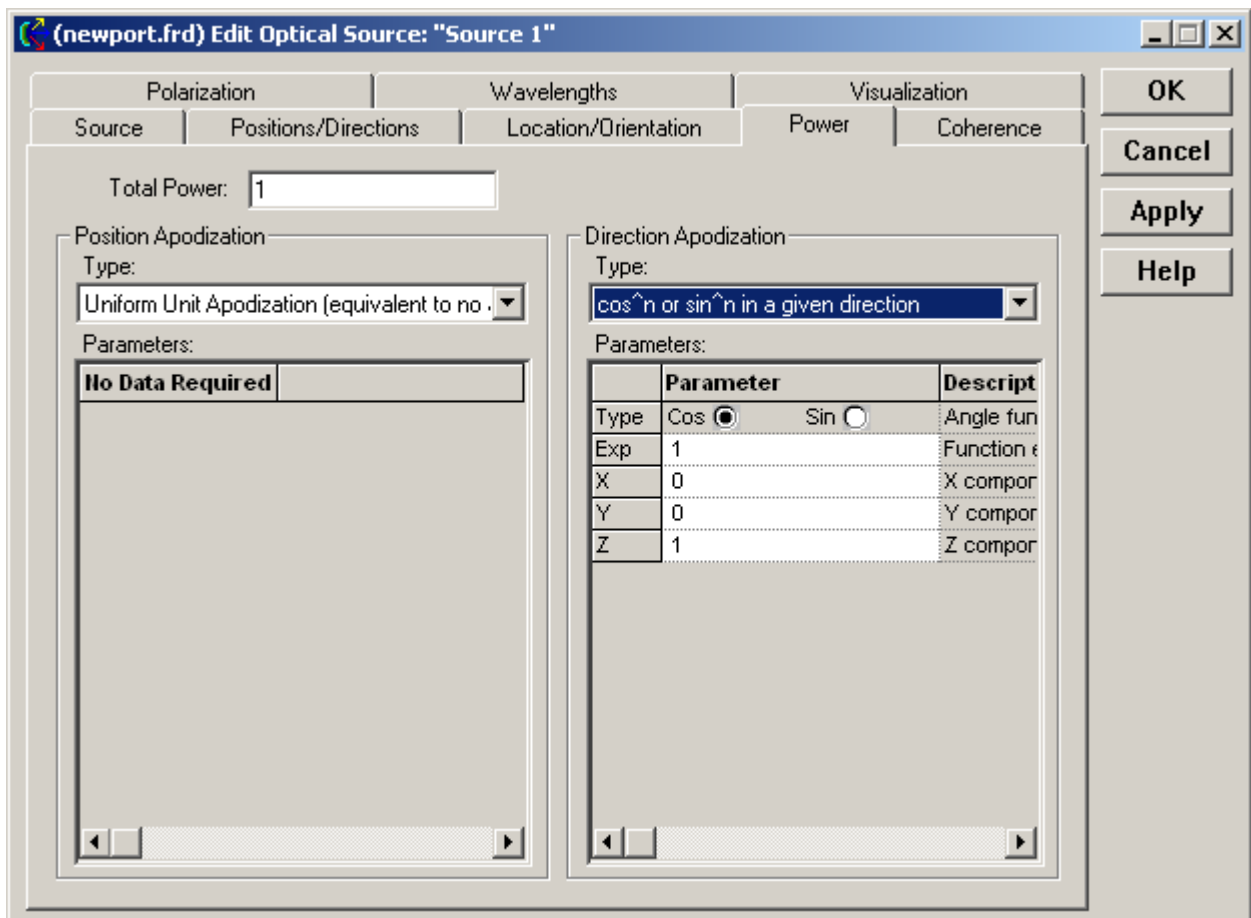 (newport.frd) Edit Optical Source: "Source 1"
Polarization Wavelengths Visualization
Source Positions/Directions Location/Orientation Power Coherence
OK
Cancel
Apply
Help
Total Power: 1
Position Apodization
Type:
Uniform Unit Apodization (equivalent to no
Parameters:
No Data Required
Direction Apodization
Type:
cos^n or sin^n in a given direction
Parameters:
Parameter Descript
Type Cos Sin Angle fun
Exp 1 Function e
X 0 X compor
Y 0 Y compor
Z 1 Z compor